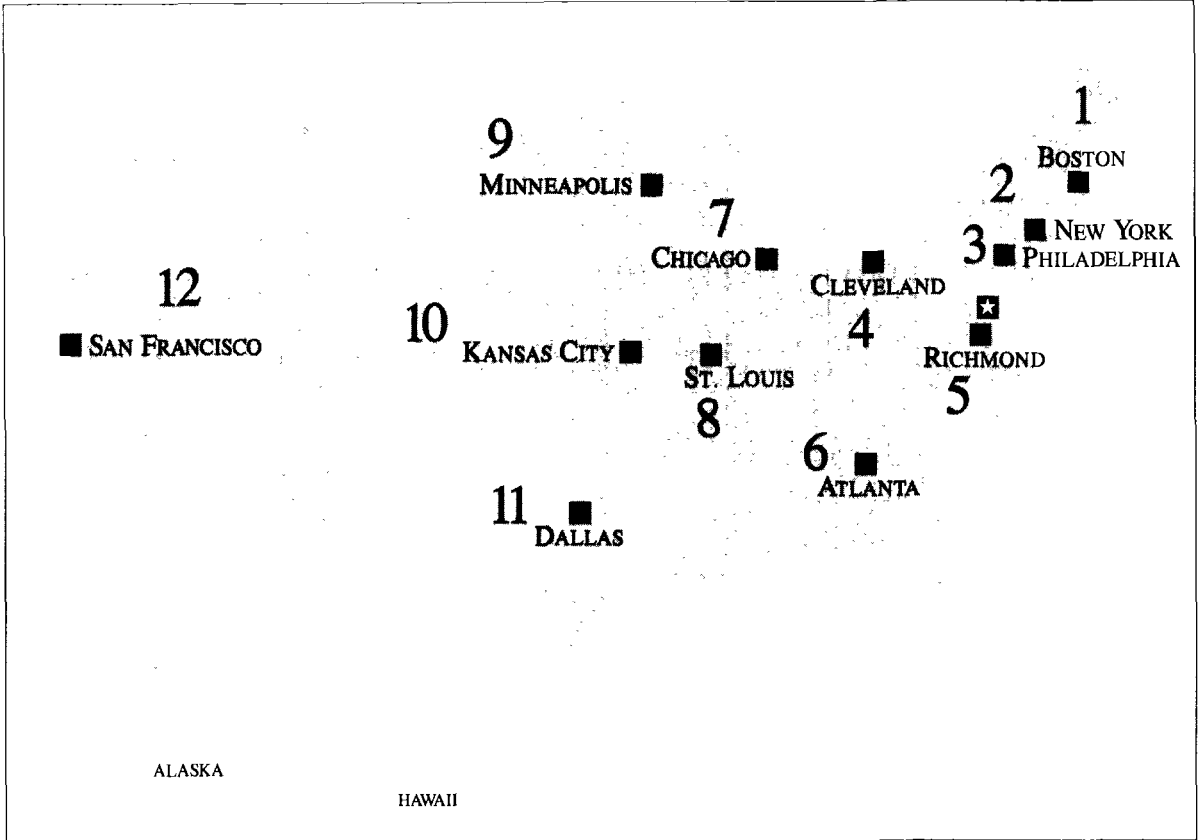 1
BOSTON
9
MINNEAPOLIS
2
NEW YORK
7
CHICAGO
3
PHILADELPHIA
CLEVELAND
4
12
SAN FRANCISCO
10
KANSAS CITY
ST. LOUIS
8
RICHMOND
5
6
ATLANTA
11
DALLAS
ALASKA
HAWAII